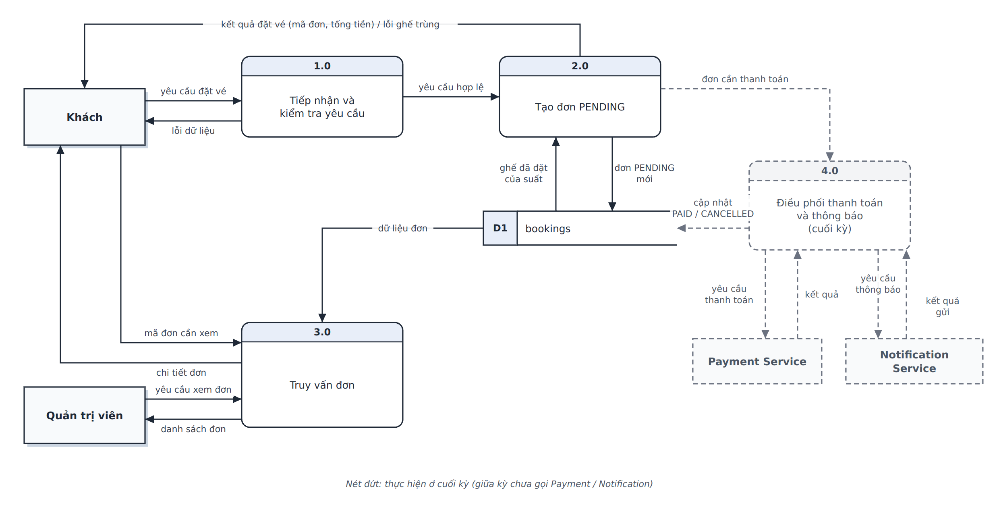 kết quả đặt vé (mã đơn, tổng tiền) / lỗi ghế trùng
1.0
2.0
đơn cần thanh toán
yêu cầu đặt vé
yêu cầu hợp lệ
Tiếp nhận và
kiểm tra yêu cầu
Tạo đơn PENDING
Khách
lỗi dữ liệu
ghế đã đặt
của suất
đơn PENDING
mới
4.0
cập nhật
PAID / CANCELLED
Điều phối thanh toán
và thông báo
(cuối kỳ)
dữ liệu đơn
D1
bookings
yêu cầu
thanh toán
kết quả
yêu cầu
thông báo
kết quả
gửi
mã đơn cần xem
3.0
chi tiết đơn
Payment Service
Notification
Service
yêu cầu xem đơn
Truy vấn đơn
Quản trị viên
danh sách đơn
Nét đứt: thực hiện ở cuối kỳ (giữa kỳ chưa gọi Payment / Notification)